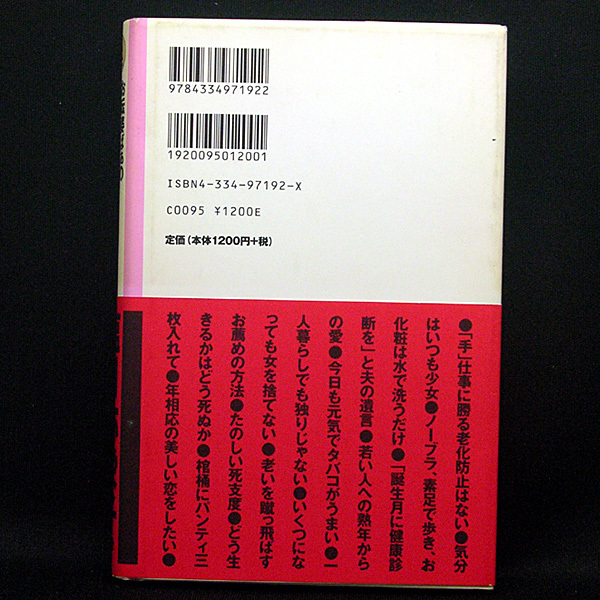 9784334971922
1920095012001
ISBN4-334-97192-X
C0095 ¥1200E
定価(本体1200円+税)
●「手」仕事に勝る老化防止はない●気分
はいつも少女●ノーブラ、素足で歩き、お
化粧は水で洗うだけ●「誕生月に健康診
断を」と夫の遺言●若い人への熟年から
の愛●今日も元気でタバコがうまい●一
人暮らしでも独りじゃない●いくつにな
っても女を捨てない●老いを蹴っ飛ばす
お薦めの方法●たのしい死支度●どう生
きるかはどう死ぬか●棺桶にパンティ三
枚入れて●年相応の美しい恋をしたい●